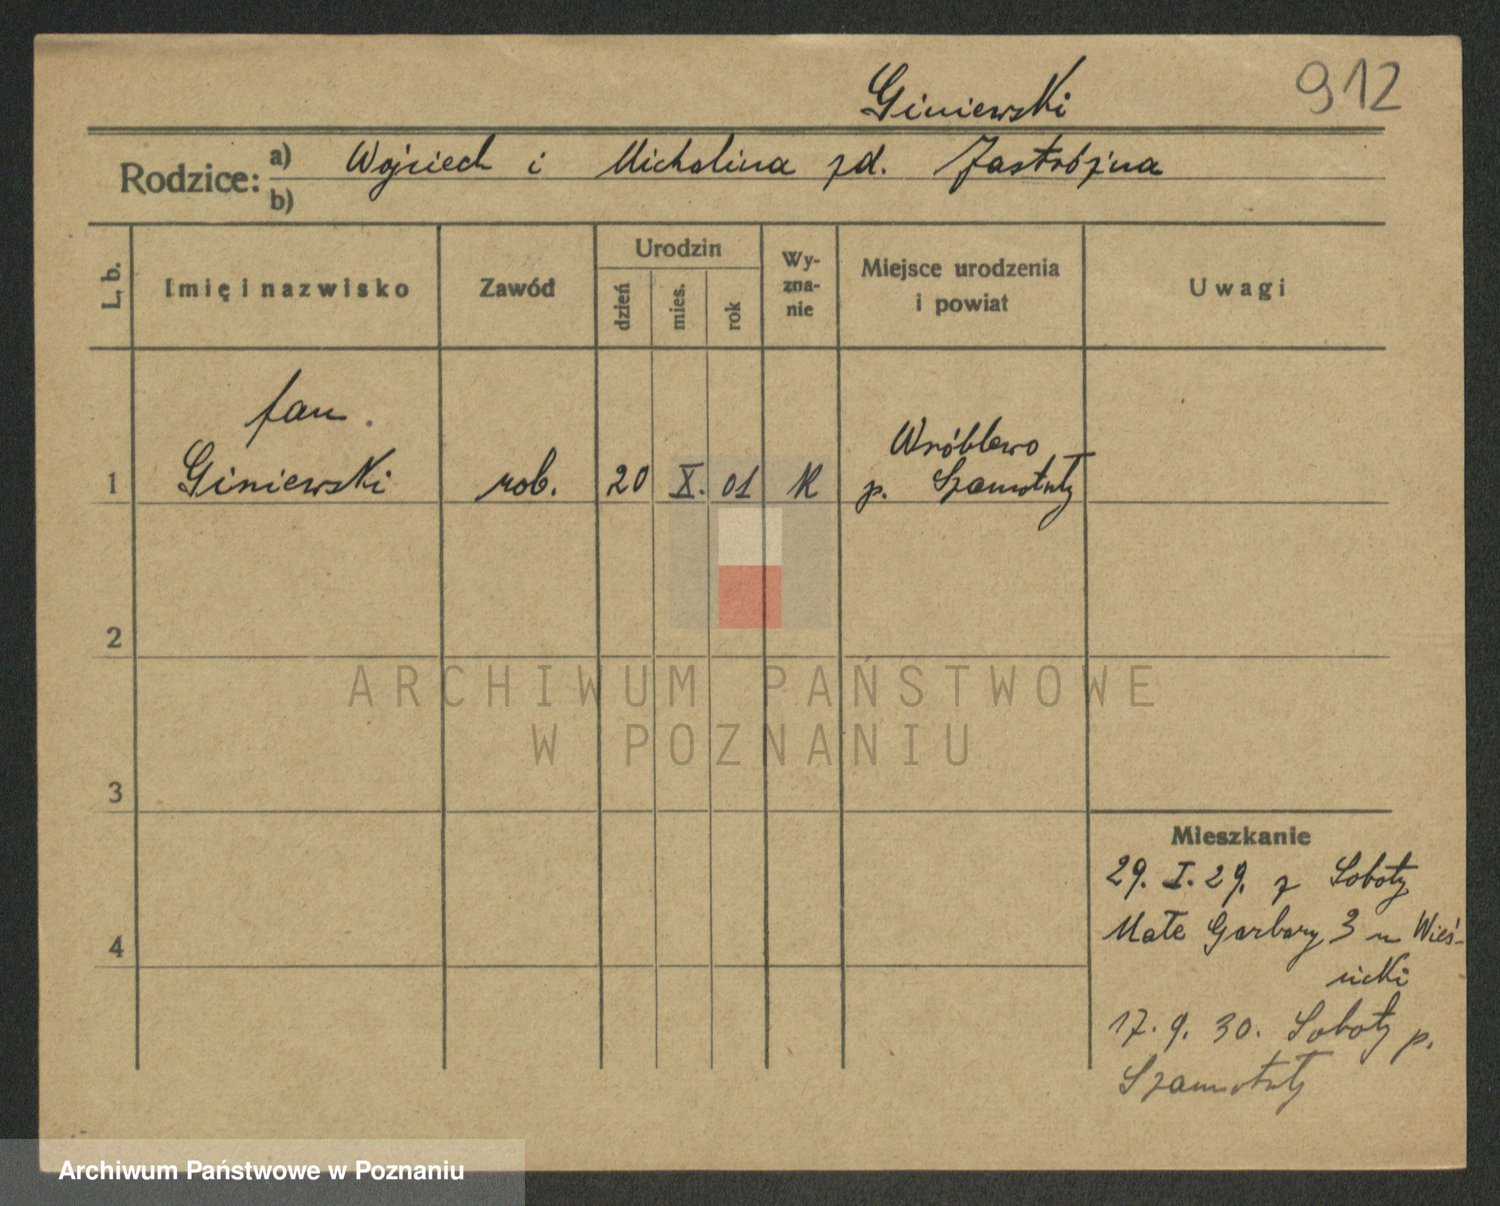 Giniewski
912
Rodzice:
a) Wojciech i Michalina zd. Jastrobzna
b)
L. b.
Imię i nazwisko
Zawód
Urodzin
dzień
mies.
rok
Wy-
zna-
nie
Miejsce urodzenia
i powiat
Uwagi
Jan.
1 Giniewski rob. 20 X. 01 K Wróblewo
p. Szamotuły
2
3
4
Mieszkanie
29. I. 29. z Soboty
Małe Garbary 3 u Wieś-
nicki
17. 9. 30. Soboty p.
Szamotuły
ARCHIWUM PAŃSTWOWE
W POZNANIU
Archiwum Państwowe w Poznaniu